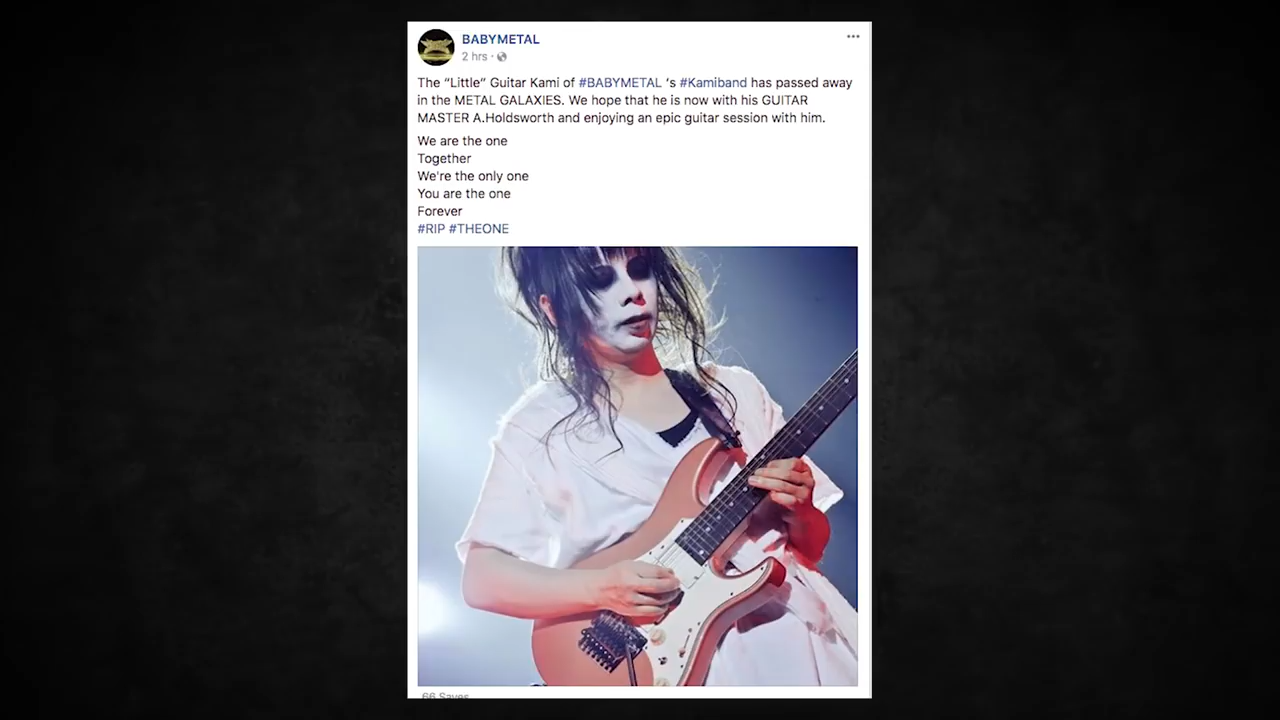 BABYMETAL
2 hrs ·
The “Little” Guitar Kami of #BABYMETAL 's #Kamiband has passed away
in the METAL GALAXIES. We hope that he is now with his GUITAR
MASTER A.Holdsworth and enjoying an epic guitar session with him.
We are the one
Together
We're the only one
You are the one
Forever
#RIP #THEONE
66 Saves